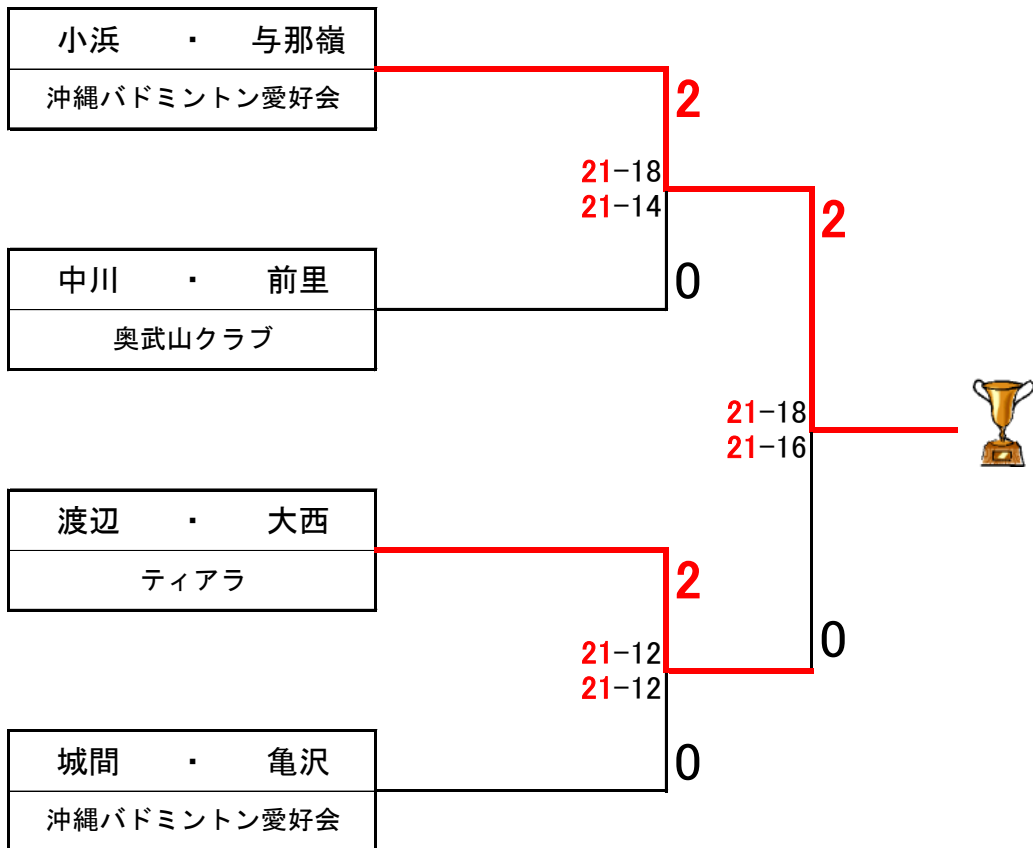 小浜 ・ 与那嶺
沖縄バドミントン愛好会
2
21-18
21-14
2
中川 ・ 前里
0
奥武山クラブ
21-18
21-16
渡辺 ・ 大西
ティアラ
2
0
21-12
21-12
城間 ・ 亀沢
0
沖縄バドミントン愛好会